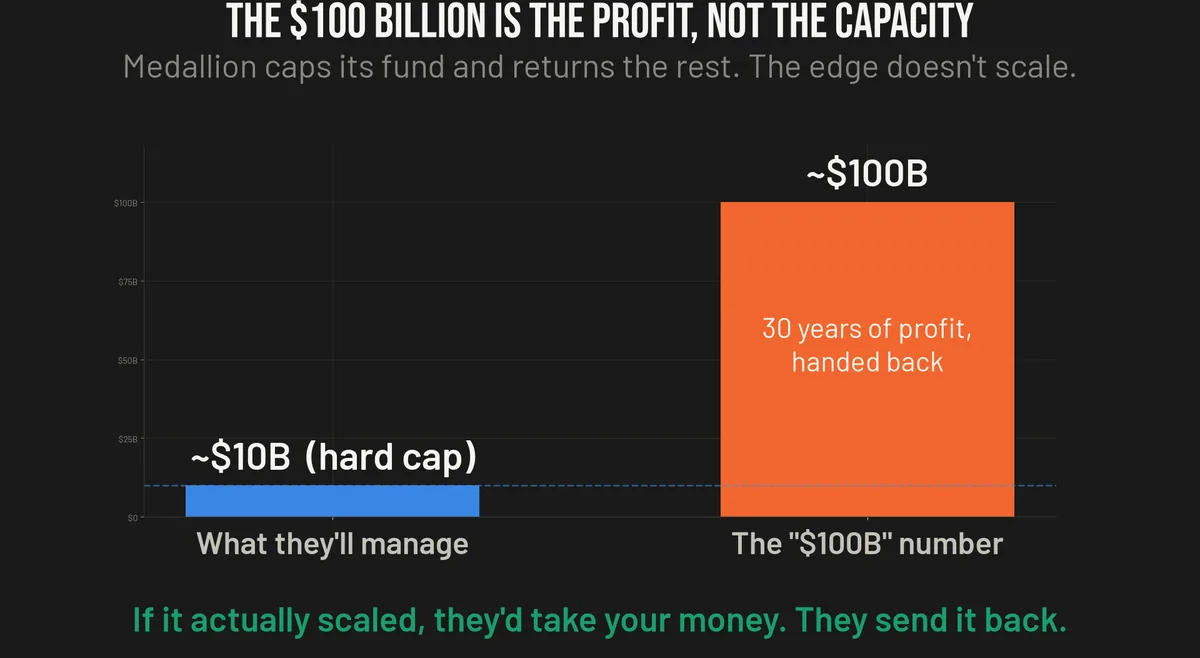 THE $100 BILLION IS THE PROFIT, NOT THE CAPACITY
Medallion caps its fund and returns the rest. The edge doesn't scale.
~$100B
$100B
$75B
30 years of profit,
handed back
$50B
$25B
~$10B (hard cap)
$0
What they'll manage
The "$100B" number
If it actually scaled, they'd take your money. They send it back.